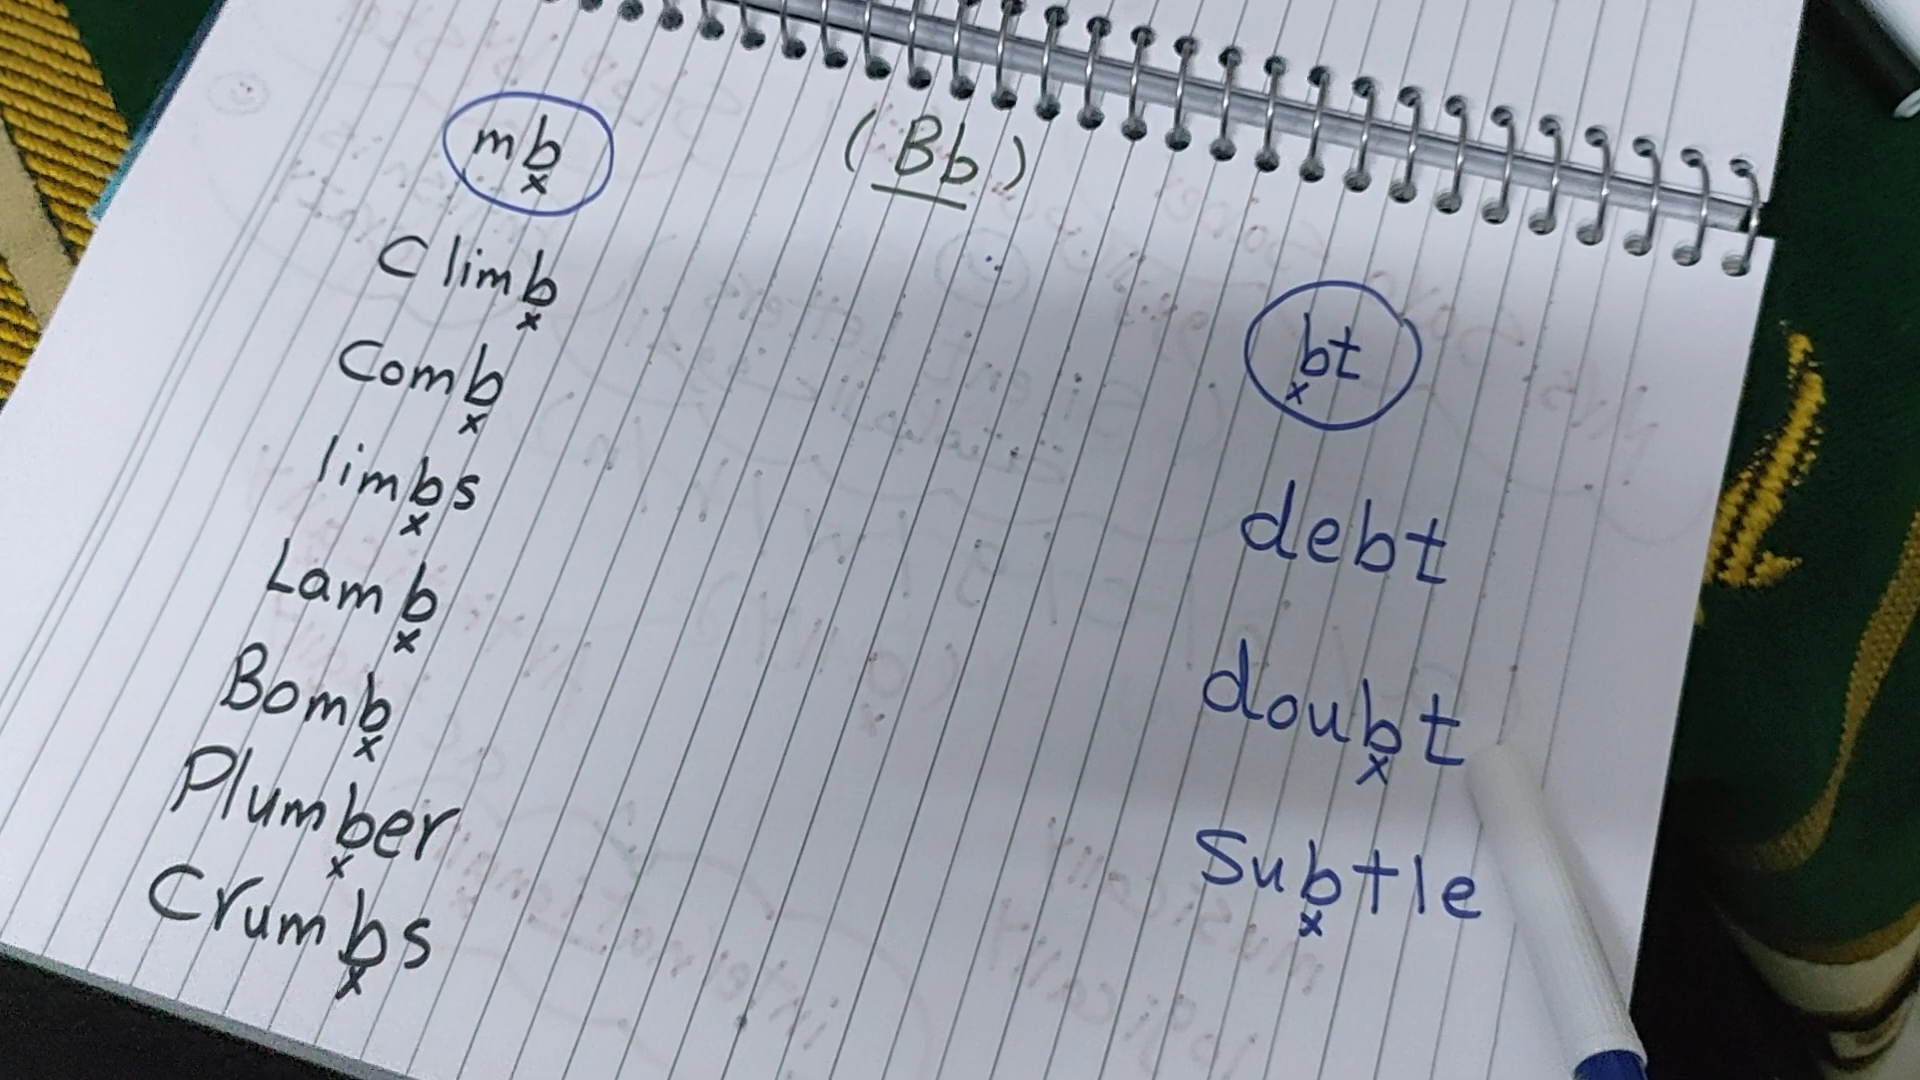 mb
(Bb)
Climb
Comb
limbs
Lamb
Bomb
Plumber
Crumbs
bt
debt
doubt
Subtle